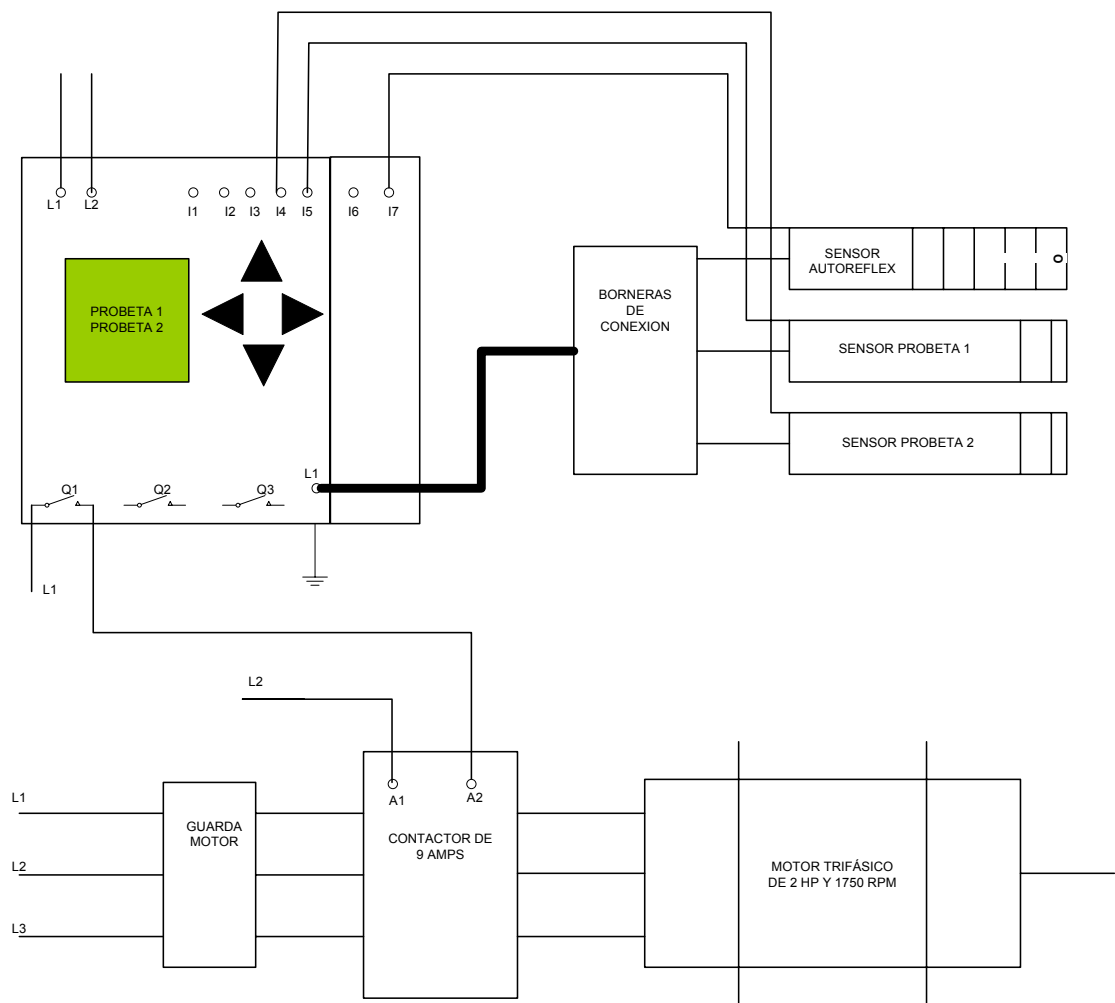 L1
L2
I1
I2
I3
I4
I5
I6
I7
PROBETA 1
PROBETA 2
BORNERAS
DE
CONEXION
SENSOR
AUTOREFLEX
SENSOR PROBETA 1
SENSOR PROBETA 2
L1
Q1
Q2
Q3
L1
L2
L1
L2
L3
GUARDA
MOTOR
A1
A2
CONTACTOR DE
9 AMPS
MOTOR TRIFÁSICO
DE 2 HP Y 1750 RPM